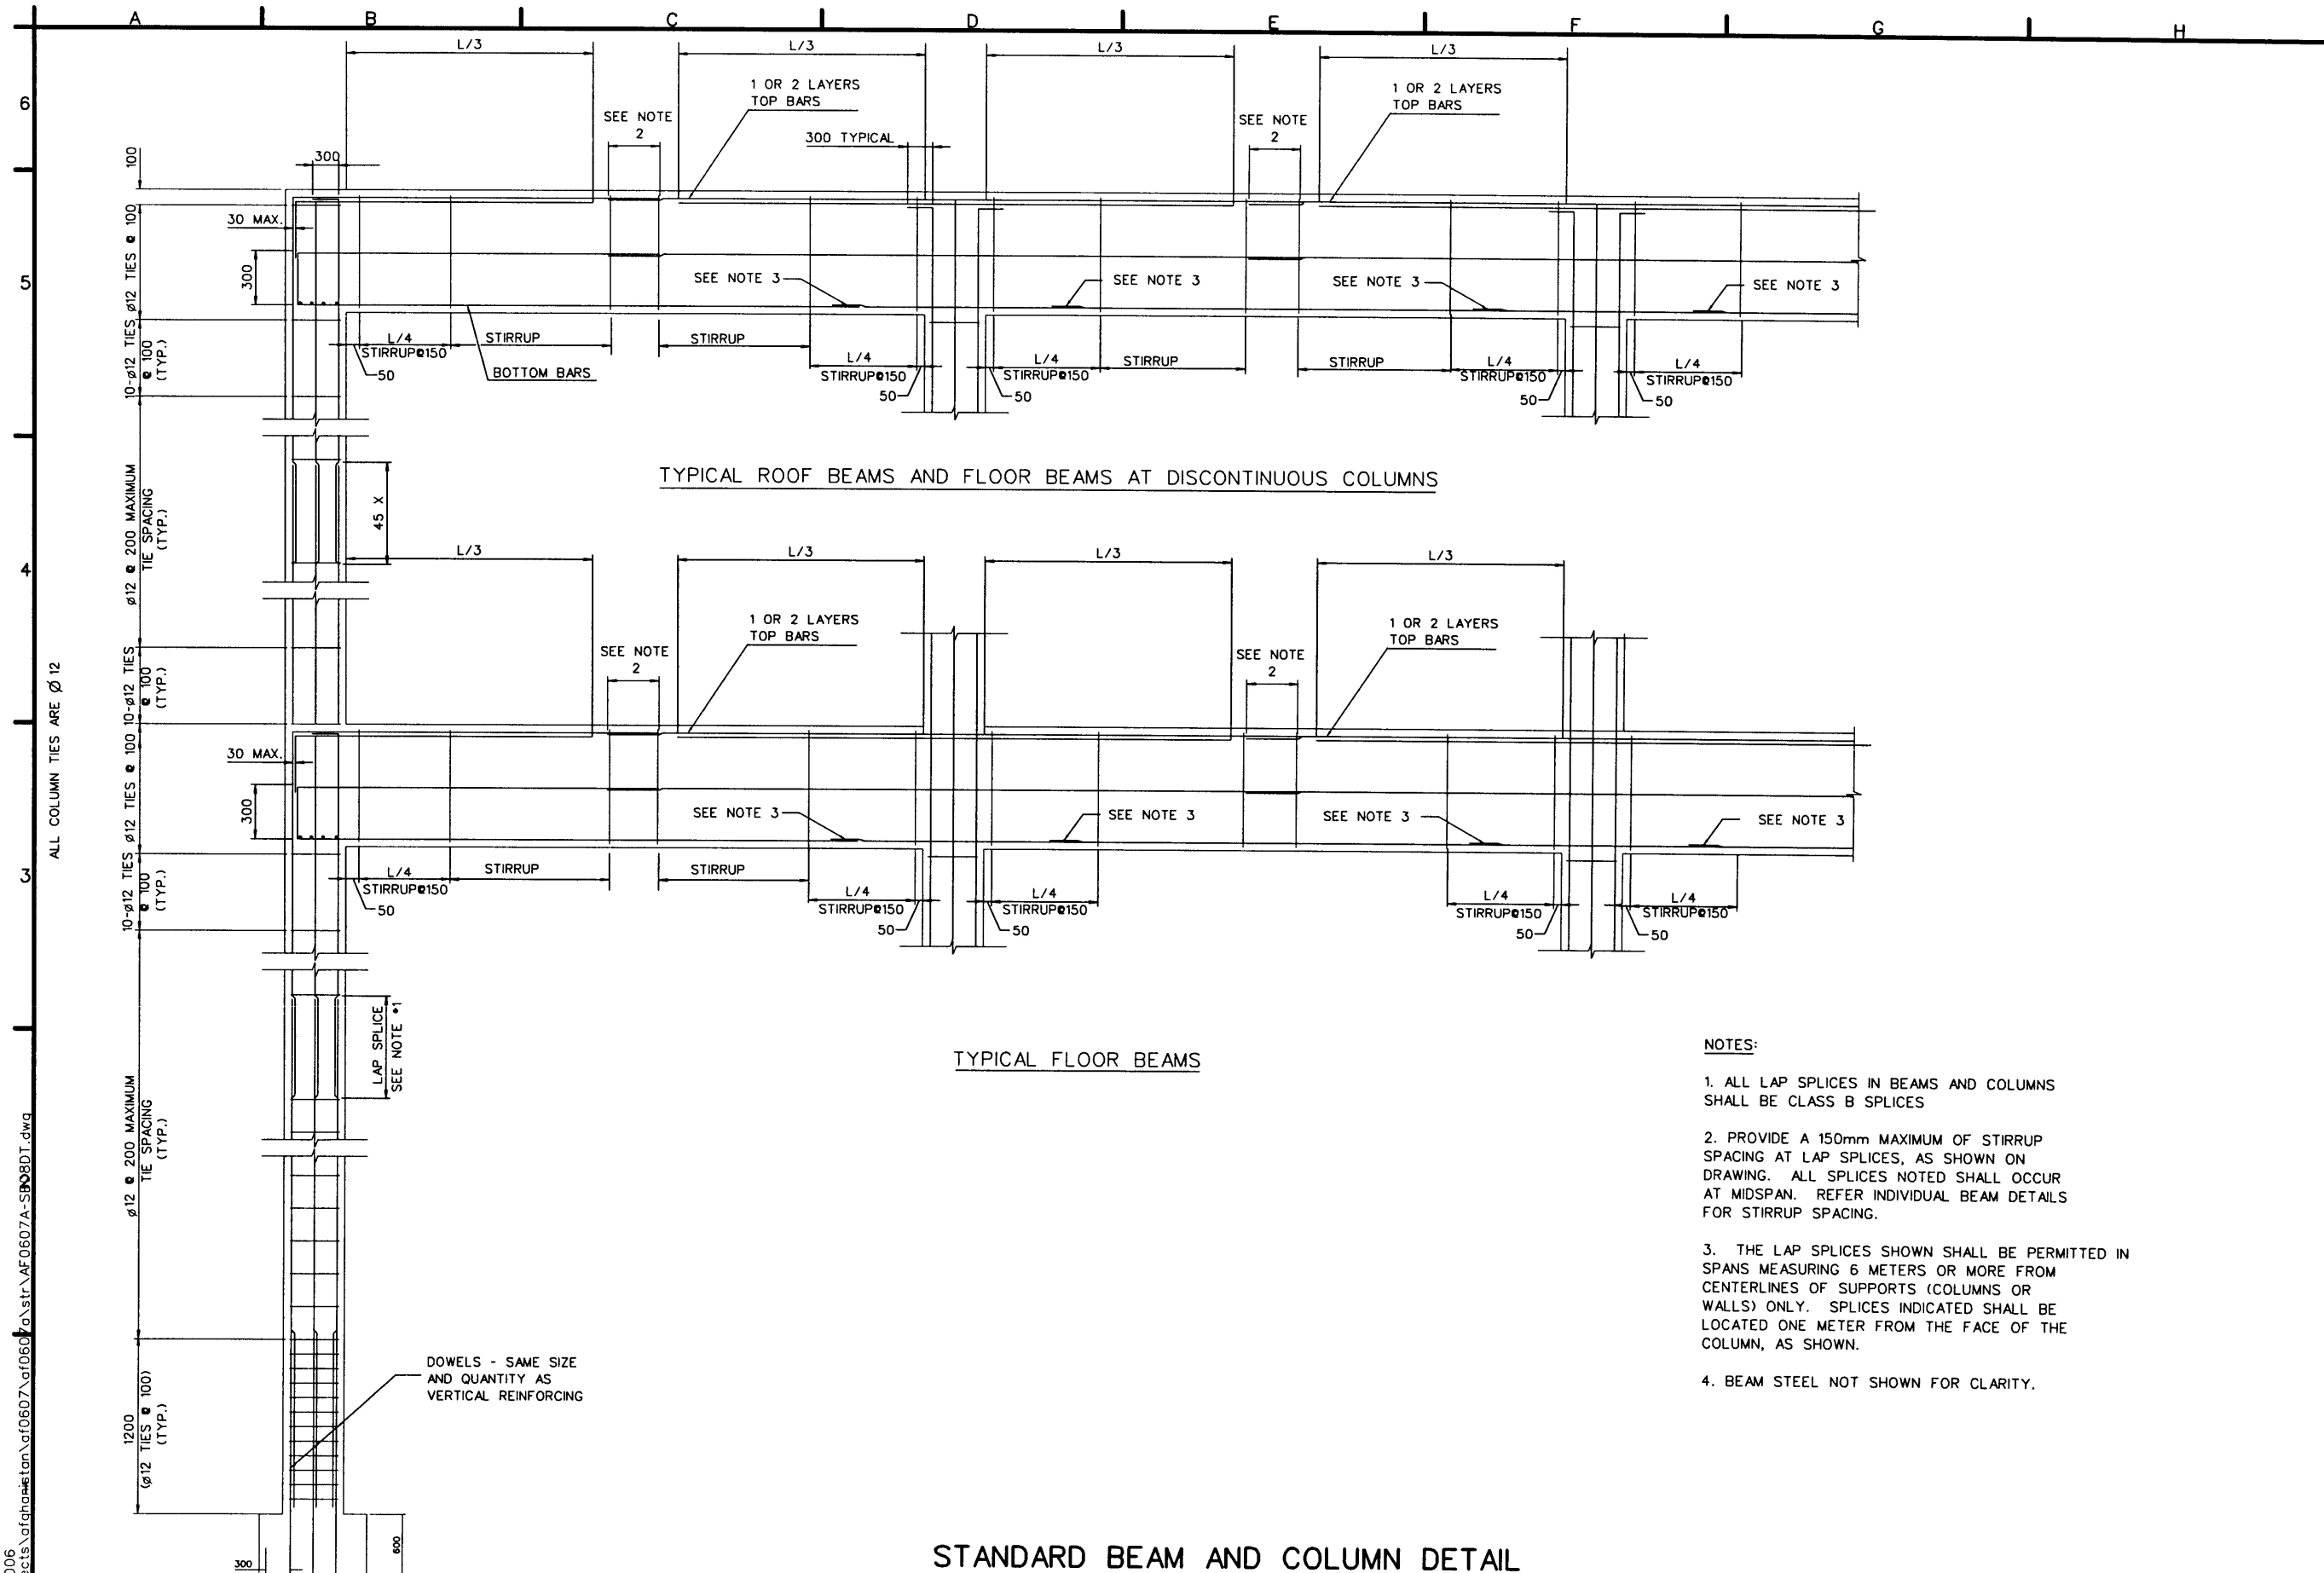 A B C D E F G H
6
5
4
3
L/3 L/3 L/3 L/3
1 OR 2 LAYERS
TOP BARS
1 OR 2 LAYERS
TOP BARS
SEE NOTE
2
SEE NOTE
2
300 TYPICAL
100
300
30 MAX.
300
ø12 TIES @ 100
10-ø12 TIES
@ 100
(TYP.)
SEE NOTE 3
SEE NOTE 3
SEE NOTE 3
SEE NOTE 3
L/4
STIRRUP@150
50
STIRRUP
BOTTOM BARS
STIRRUP
L/4
STIRRUP@150
50
L/4
STIRRUP@150
50
STIRRUP
STIRRUP
L/4
STIRRUP@150
50
L/4
STIRRUP@150
50
TYPICAL ROOF BEAMS AND FLOOR BEAMS AT DISCONTINUOUS COLUMNS
ø12 @ 200 MAXIMUM
TIE SPACING
(TYP.)
45 X
L/3 L/3 L/3 L/3
1 OR 2 LAYERS
TOP BARS
1 OR 2 LAYERS
TOP BARS
SEE NOTE
2
SEE NOTE
2
ALL COLUMN TIES ARE Ø 12
10-ø12 TIES
@ 100
(TYP.)
30 MAX.
300
ø12 TIES @ 100
10-ø12 TIES
@ 100
(TYP.)
SEE NOTE 3
SEE NOTE 3
SEE NOTE 3
SEE NOTE 3
L/4
STIRRUP@150
50
STIRRUP
STIRRUP
L/4
STIRRUP@150
50
L/4
STIRRUP@150
50
L/4
STIRRUP@150
50
L/4
STIRRUP@150
50
LAP SPLICE
SEE NOTE #1
TYPICAL FLOOR BEAMS
ø12 @ 200 MAXIMUM
TIE SPACING
(TYP.)
NOTES:
1. ALL LAP SPLICES IN BEAMS AND COLUMNS
SHALL BE CLASS B SPLICES
2. PROVIDE A 150mm MAXIMUM OF STIRRUP
SPACING AT LAP SPLICES, AS SHOWN ON
DRAWING. ALL SPLICES NOTED SHALL OCCUR
AT MIDSPAN. REFER INDIVIDUAL BEAM DETAILS
FOR STIRRUP SPACING.
3. THE LAP SPLICES SHOWN SHALL BE PERMITTED IN
SPANS MEASURING 6 METERS OR MORE FROM
CENTERLINES OF SUPPORTS (COLUMNS OR
WALLS) ONLY. SPLICES INDICATED SHALL BE
LOCATED ONE METER FROM THE FACE OF THE
COLUMN, AS SHOWN.
4. BEAM STEEL NOT SHOWN FOR CLARITY.
DOWELS - SAME SIZE
AND QUANTITY AS
VERTICAL REINFORCING
1200
(ø12 TIES @ 100)
(TYP.)
300
600
STANDARD BEAM AND COLUMN DETAIL